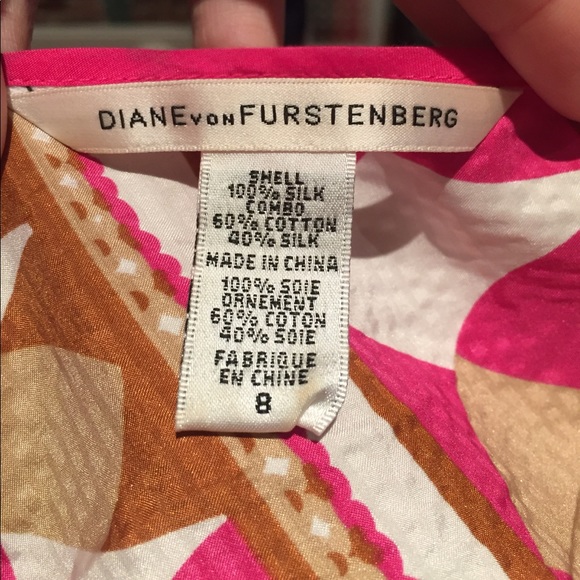 DIANE VON FURSTENBERG
SHELL
100% SILK
COMBO
60% COTTON
40% SILK
MADE IN CHINA
100% SOIE
ORNEMENT
60% COTON
40% SOIE
FABRIQUE
EN CHINE
8